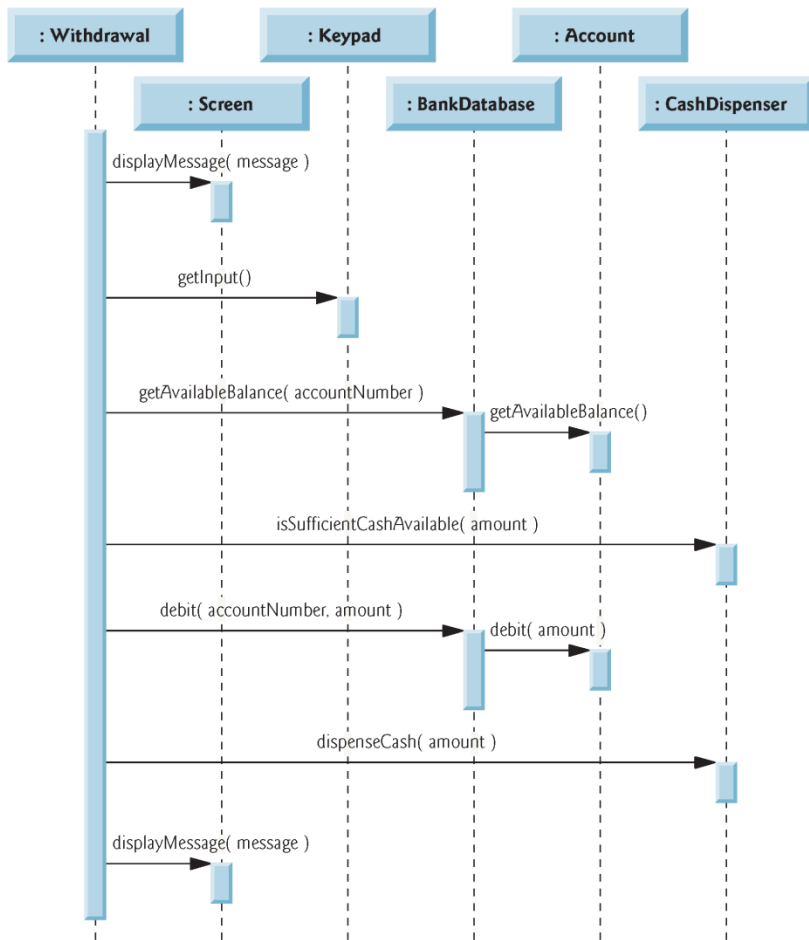 : Withdrawal
: Keypad
: Account
: Screen
: BankDatabase
: CashDispenser
displayMessage( message )
getInput()
getAvailableBalance( accountNumber )
getAvailableBalance()
isSufficientCashAvailable( amount )
debit( accountNumber, amount )
debit( amount )
dispenseCash( amount )
displayMessage( message )